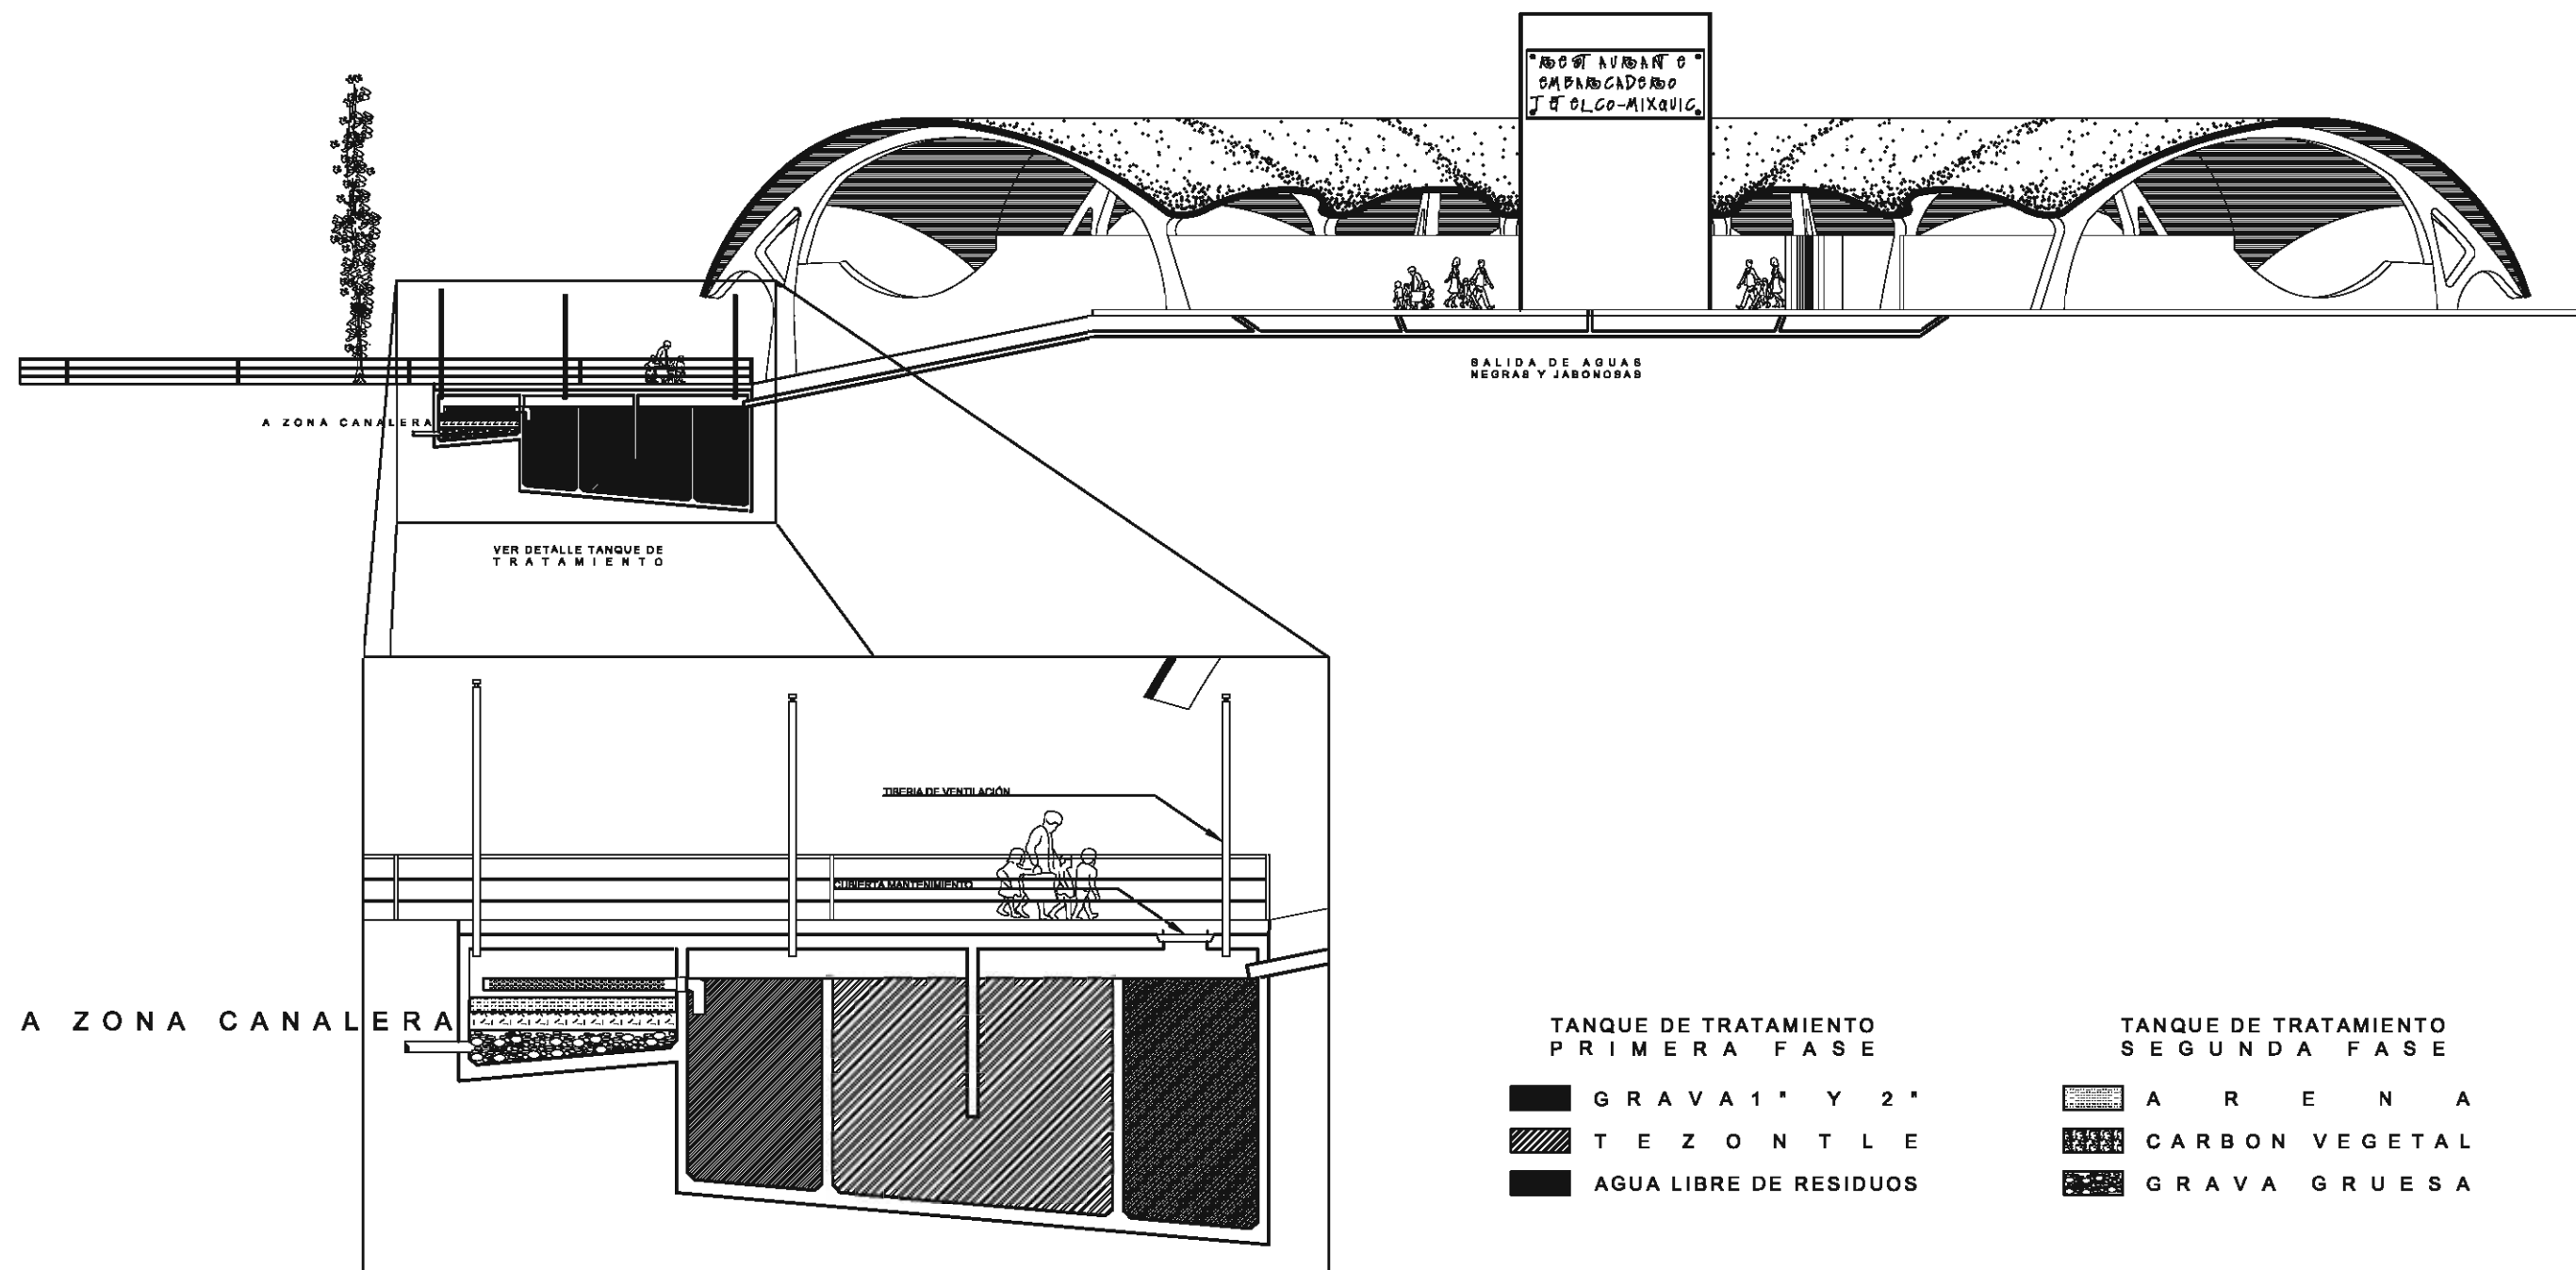 "RESTAURANTE"
EMBARCADERO
TETELCO-MIXQUIC
SALIDA DE AGUAS
NEGRAS Y JABONOSAS
A ZONA CANALERA
VER DETALLE TANQUE DE
TRATAMIENTO
TIBERIA DE VENTILACIÓN
CUBIERTA MANTENIMIENTO
A ZONA CANALERA
TANQUE DE TRATAMIENTO
PRIMERA FASE
GRAVA 1" Y 2"
TEZONTLE
AGUA LIBRE DE RESIDUOS
TANQUE DE TRATAMIENTO
SEGUNDA FASE
ARENA
CARBON VEGETAL
GRAVA GRUESA